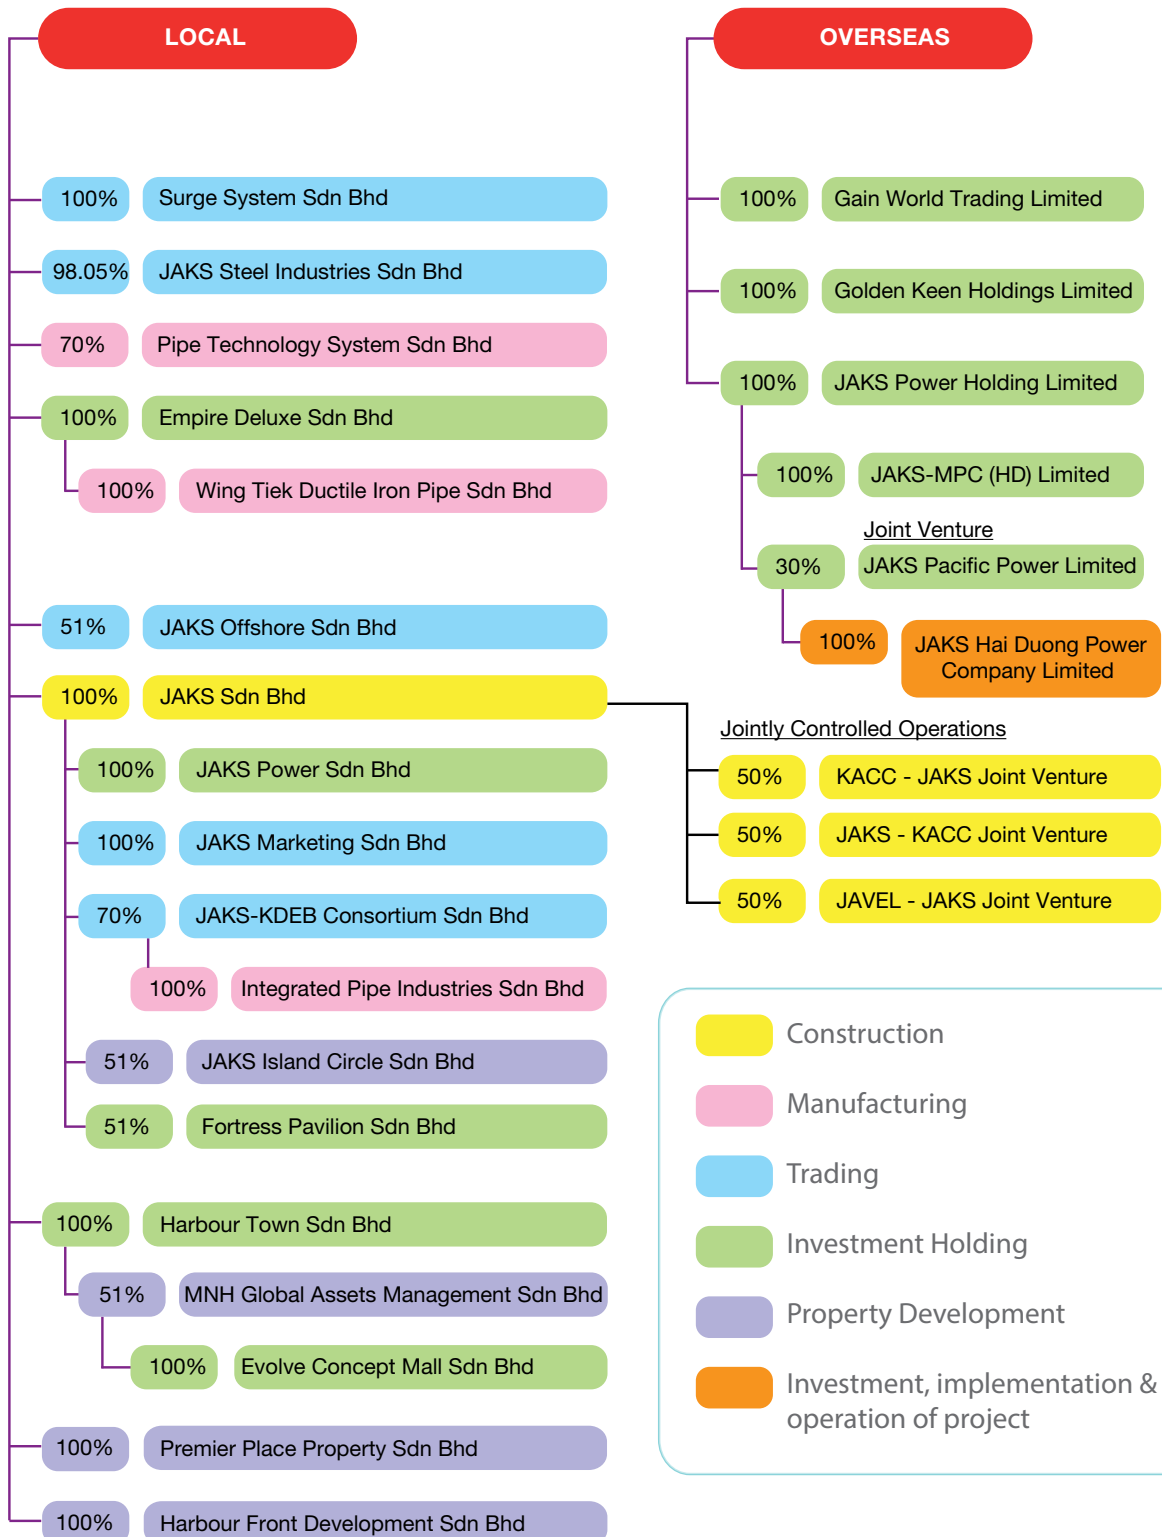 LOCAL
100% Surge System Sdn Bhd
98.05% JAKS Steel Industries Sdn Bhd
70% Pipe Technology System Sdn Bhd
100% Empire Deluxe Sdn Bhd
100% Wing Tiek Ductile Iron Pipe Sdn Bhd
51% JAKS Offshore Sdn Bhd
100% JAKS Sdn Bhd
100% JAKS Power Sdn Bhd
100% JAKS Marketing Sdn Bhd
70% JAKS-KDEB Consortium Sdn Bhd
100% Integrated Pipe Industries Sdn Bhd
51% JAKS Island Circle Sdn Bhd
51% Fortress Pavilion Sdn Bhd
100% Harbour Town Sdn Bhd
51% MNH Global Assets Management Sdn Bhd
100% Evolve Concept Mall Sdn Bhd
100% Premier Place Property Sdn Bhd
100% Harbour Front Development Sdn Bhd
OVERSEAS
100% Gain World Trading Limited
100% Golden Keen Holdings Limited
100% JAKS Power Holding Limited
100% JAKS-MPC (HD) Limited
Joint Venture
30% JAKS Pacific Power Limited
100% JAKS Hai Duong Power
Company Limited
Jointly Controlled Operations
50% KACC - JAKS Joint Venture
50% JAKS - KACC Joint Venture
50% JAVEL - JAKS Joint Venture
Construction
Manufacturing
Trading
Investment Holding
Property Development
Investment, implementation &
operation of project